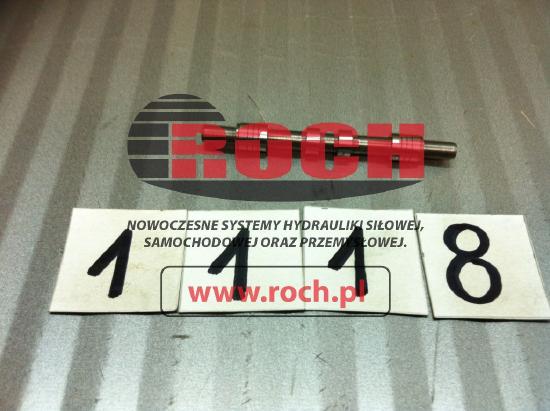 ROCH
NOWOCZESNE SYSTEMY HYDRAULIKI SIŁOWEJ,
SAMOCHODOWEJ ORAZ PRZEMYSŁOWEJ.
1 1 1 8
www.roch.pl